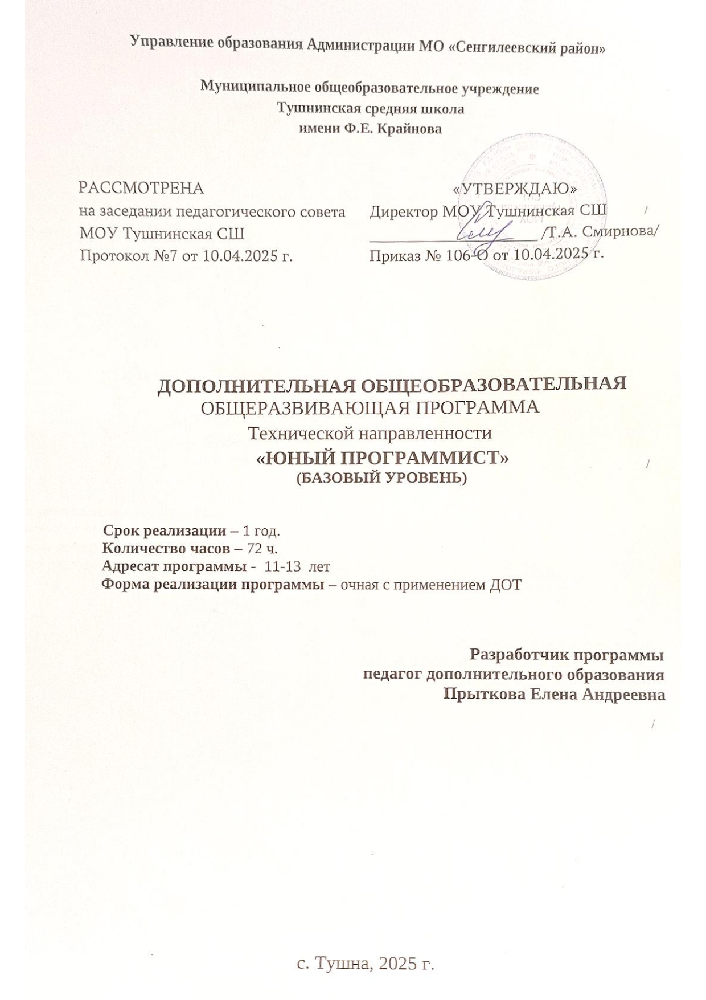 Управление образования Администрации МО «Сенгилеевский район»
Муниципальное общеобразовательное учреждение
Тушнинская средняя школа
имени Ф.Е. Крайнова
РАССМОТРЕНА
на заседании педагогического совета
МОУ Тушнинская СШ
Протокол №7 от 10.04.2025 г.
«УТВЕРЖДАЮ»
Директор МОУ Тушнинская СШ
/Т.А. Смирнова/
Приказ № 106-О от 10.04.2025 г.
ДОПОЛНИТЕЛЬНАЯ ОБЩЕОБРАЗОВАТЕЛЬНАЯ
ОБЩЕРАЗВИВАЮЩАЯ ПРОГРАММА
Технической направленности
«ЮНЫЙ ПРОГРАММИСТ»
(БАЗОВЫЙ УРОВЕНЬ)
Срок реализации – 1 год.
Количество часов – 72 ч.
Адресат программы - 11-13 лет
Форма реализации программы – очная с применением ДОТ
Разработчик программы
педагог дополнительного образования
Прыткова Елена Андреевна
с. Тушна, 2025 г.